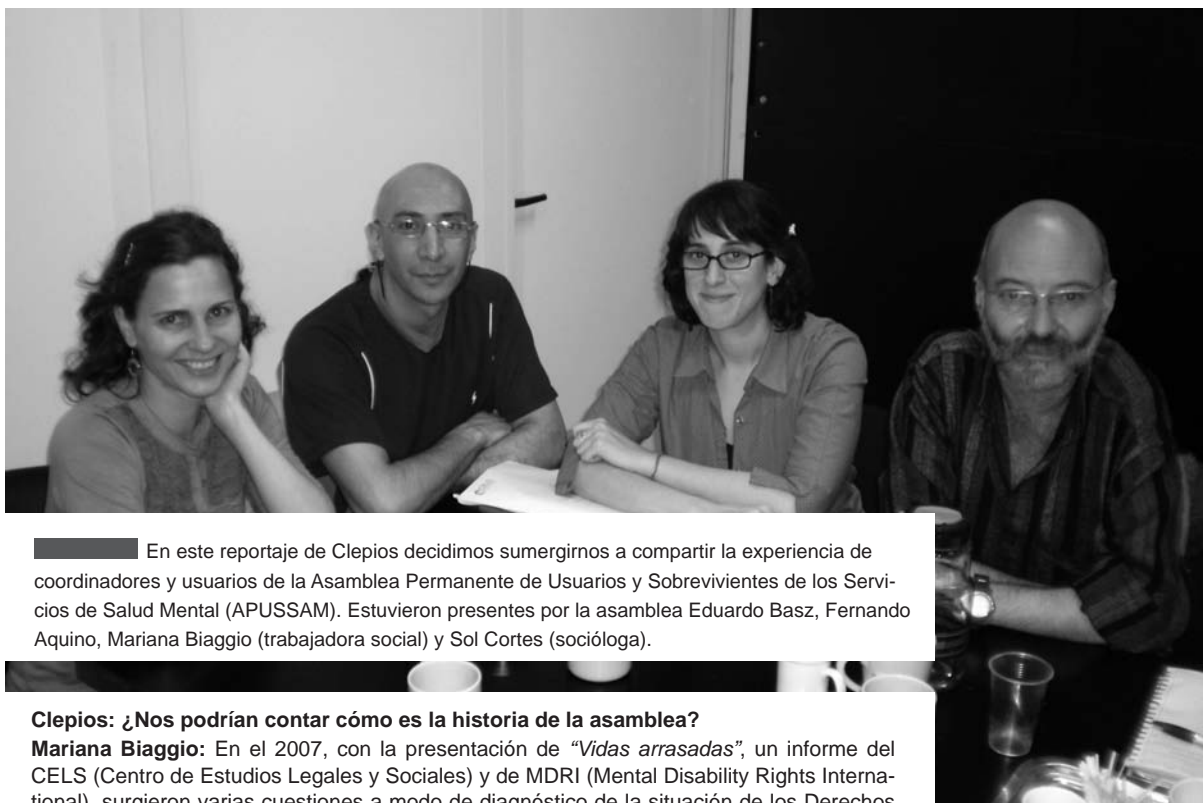 En este reportaje de Clepios decidimos sumergirnos a compartir la experiencia de
coordinadores y usuarios de la Asamblea Permanente de Usuarios y Sobrevivientes de los Servi-
cios de Salud Mental (APUSSAM). Estuvieron presentes por la asamblea Eduardo Basz, Fernando
Aquino, Mariana Biaggio (trabajadora social) y Sol Cortes (socióloga).
Clepios: ¿Nos podrían contar cómo es la historia de la asamblea?
Mariana Biaggio: En el 2007, con la presentación de “Vidas arrasadas”, un informe del
CELS (Centro de Estudios Legales y Sociales) y de MDRI (Mental Disability Rights Interna-
tional), surgieron varias cuestiones a modo de diagnóstico de la situación de los Derechos